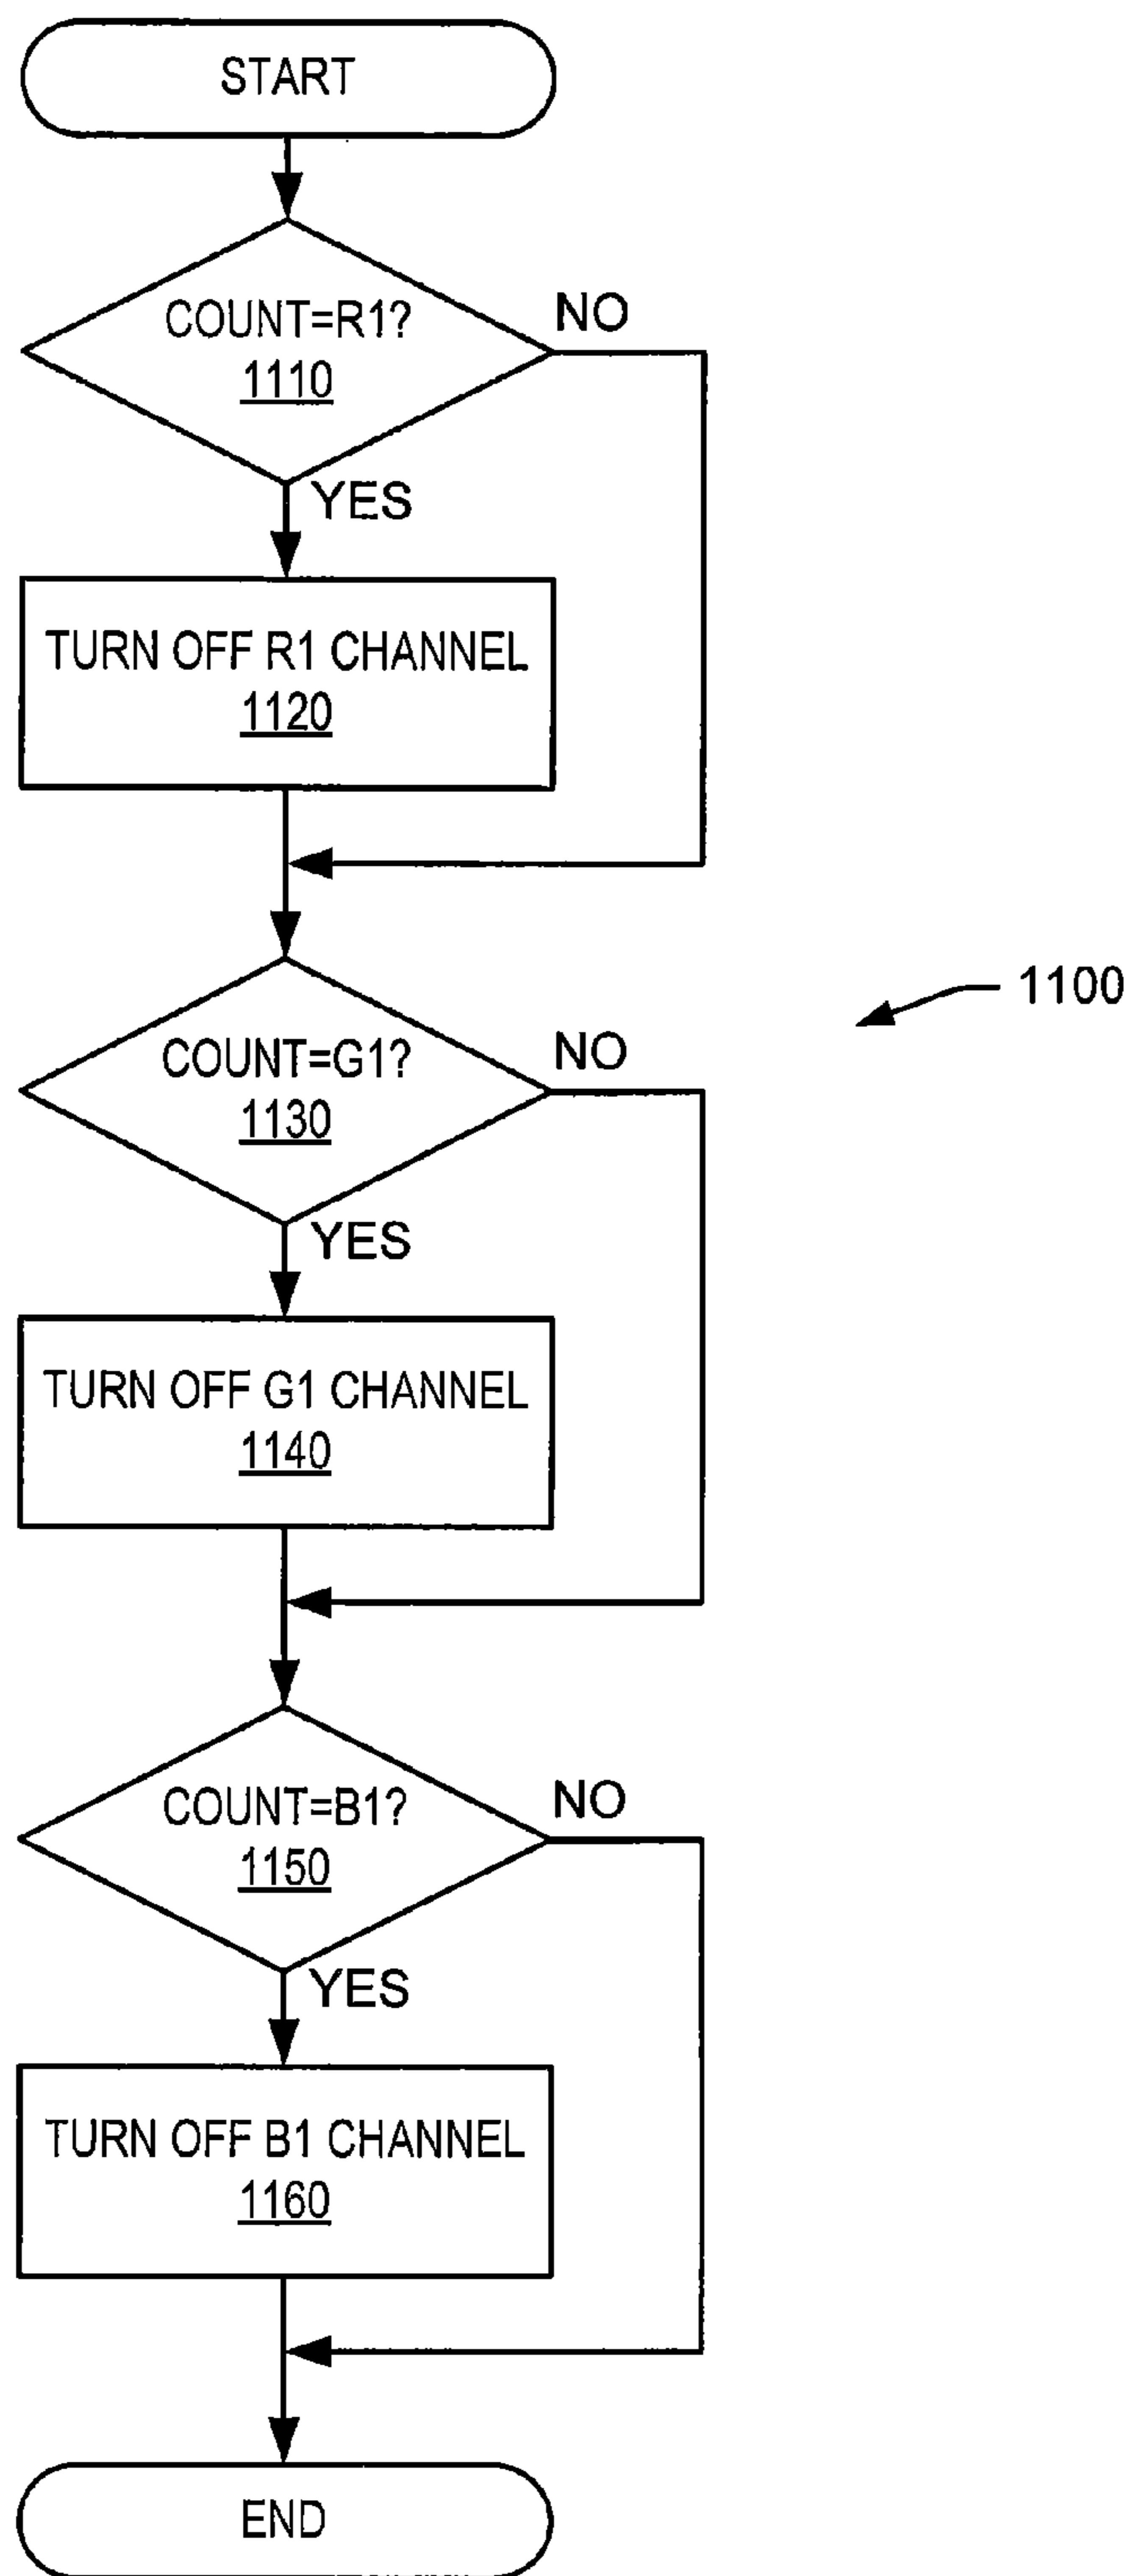 START
COUNT=R1?
1110
NO
YES
TURN OFF R1 CHANNEL
1120
1100
COUNT=G1?
1130
NO
YES
TURN OFF G1 CHANNEL
1140
COUNT=B1?
1150
NO
YES
TURN OFF B1 CHANNEL
1160
END